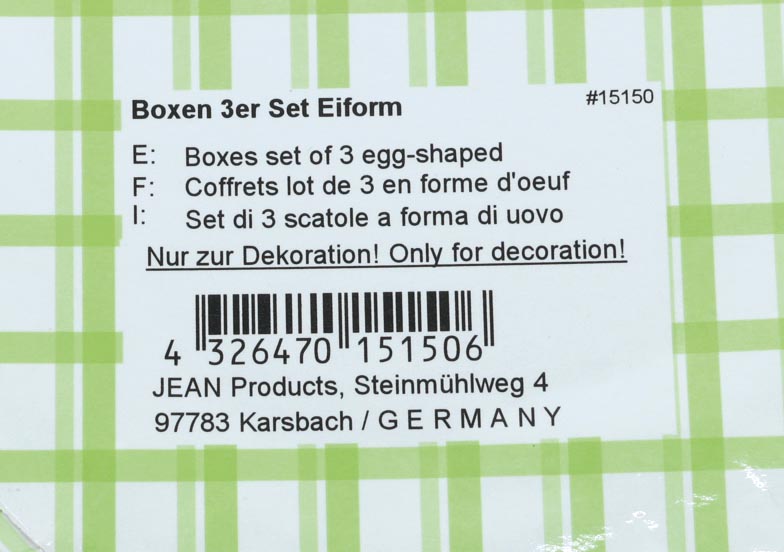 Boxen 3er Set Eiform #15150
E: Boxes set of 3 egg-shaped
F: Coffrets lot de 3 en forme d'oeuf
I: Set di 3 scatole a forma di uovo
Nur zur Dekoration! Only for decoration!
4 326470 151506
JEAN Products, Steinmühlweg 4
97783 Karsbach / G E R M A N Y